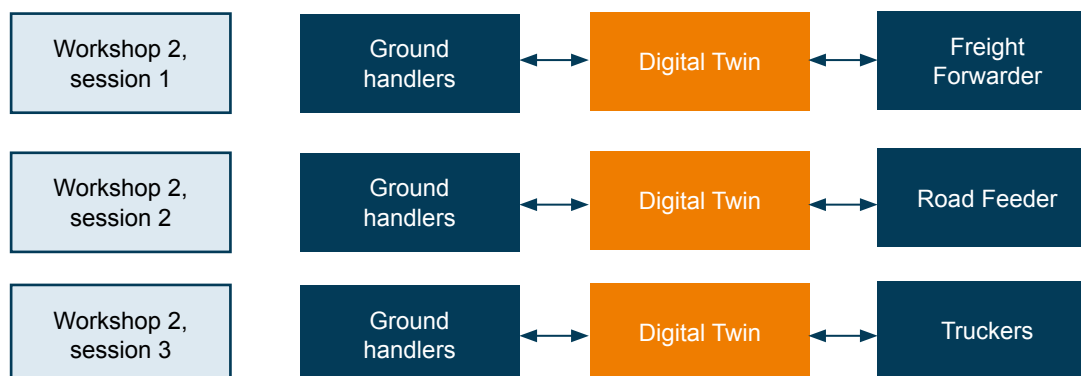 Workshop 2,
session 1
Ground
handlers
Digital Twin
Freight
Forwarder
Workshop 2,
session 2
Ground
handlers
Digital Twin
Road Feeder
Workshop 2,
session 3
Ground
handlers
Digital Twin
Truckers